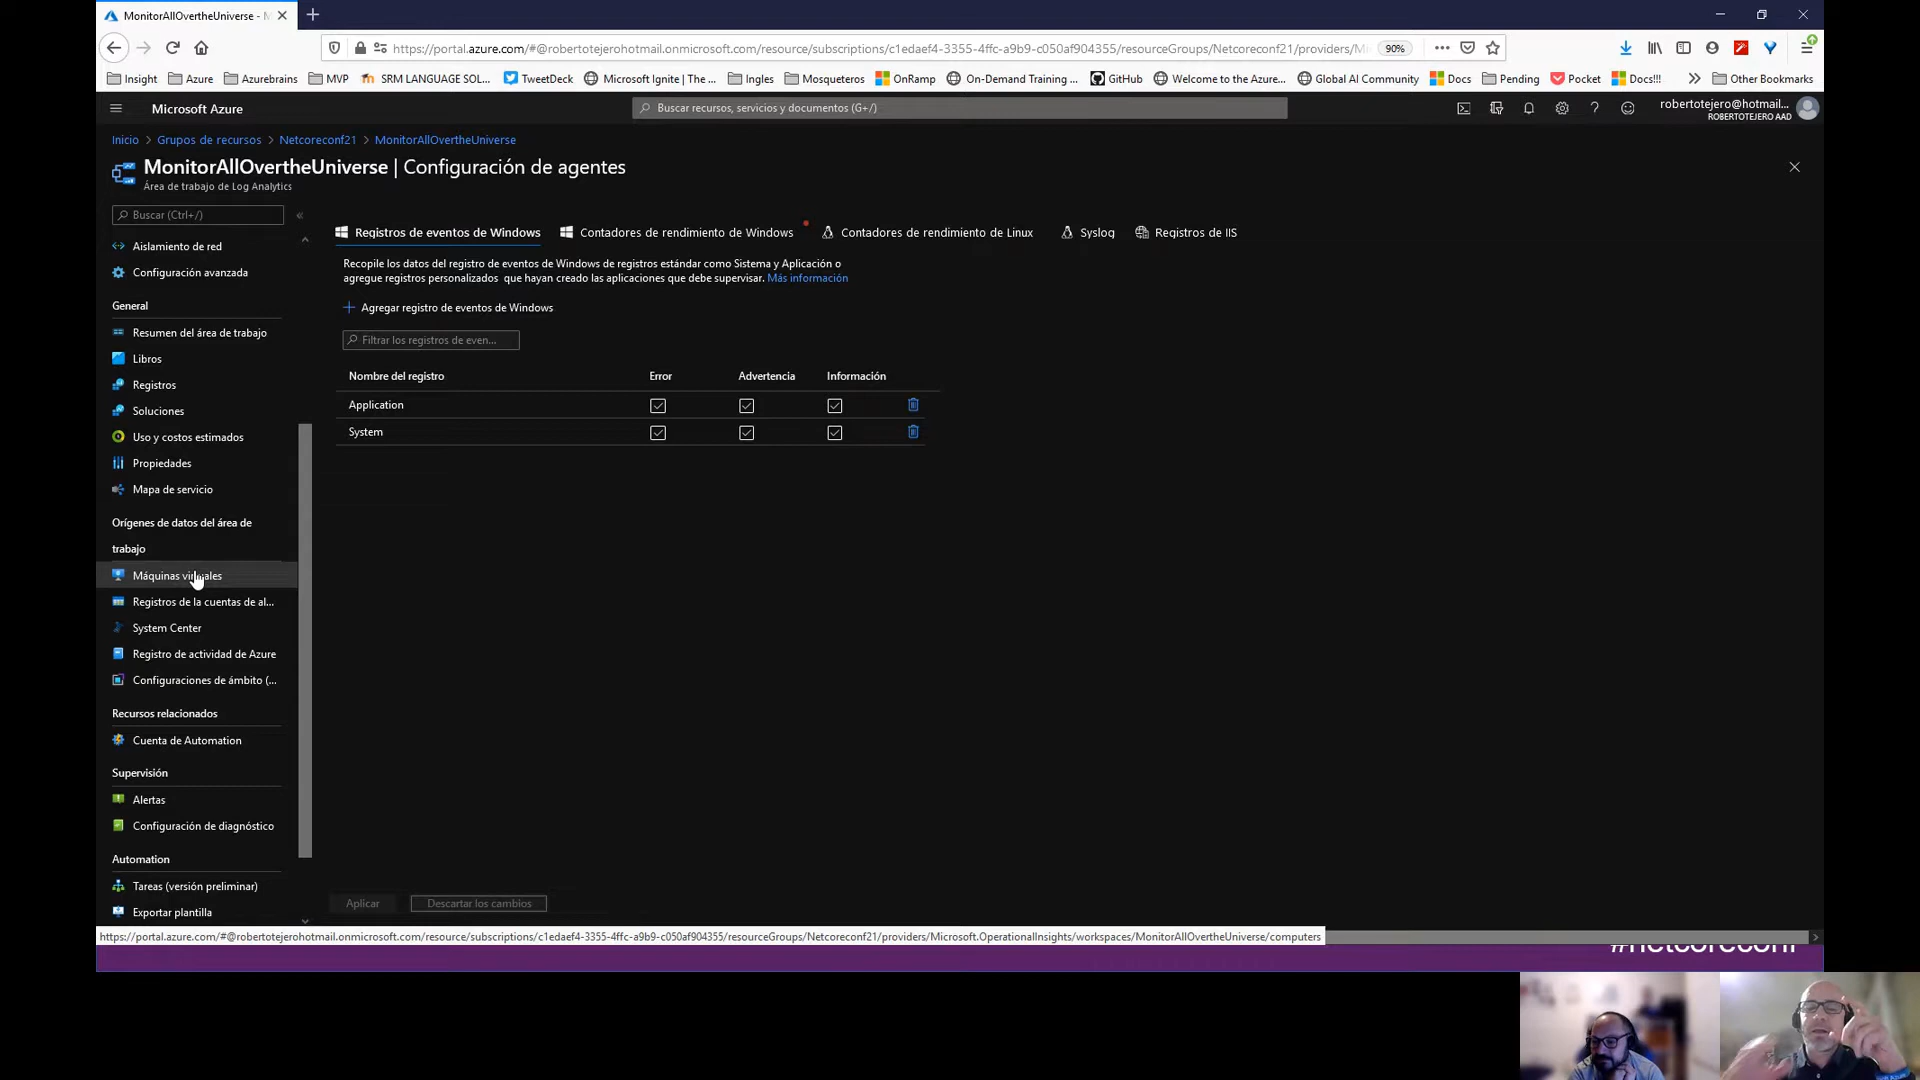 MonitorAllOvertheUniverse - M
https://portal.azure.com/#@robertotejerohotmail.onmicrosoft.com/resource/subscriptions/c1edaef4-3355-4ffc-a9b9-c050af904355/resourceGroups/Netcoreconf21/providers/Mi
90%
Insight
Azure
Azurebrains
MVP
SRM LANGUAGE SOL...
TweetDeck
Microsoft Ignite | The ...
Ingles
Mosqueteros
OnRamp
On-Demand Training ...
GitHub
Welcome to the Azure...
Global AI Community
Docs
Pending
Pocket
Docs!!!
Other Bookmarks
Microsoft Azure
Buscar recursos, servicios y documentos (G+/)
robertotejero@hotmail...
ROBERTOTEJERO AAD
Inicio > Grupos de recursos > Netcoreconf21 > MonitorAllOvertheUniverse
MonitorAllOvertheUniverse | Configuración de agentes
Área de trabajo de Log Analytics
Buscar (Ctrl+/)
Aislamiento de red
Configuración avanzada
General
Resumen del área de trabajo
Libros
Registros
Soluciones
Uso y costos estimados
Propiedades
Mapa de servicio
Orígenes de datos del área de
trabajo
Máquinas virtuales
Registros de la cuentas de al...
System Center
Registro de actividad de Azure
Configuraciones de ámbito (...
Recursos relacionados
Cuenta de Automation
Supervisión
Alertas
Configuración de diagnóstico
Automation
Tareas (versión preliminar)
Exportar plantilla
Registros de eventos de Windows
Contadores de rendimiento de Windows
Contadores de rendimiento de Linux
Syslog
Registros de IIS
Recopile los datos del registro de eventos de Windows de registros estándar como Sistema y Aplicación o
agregue registros personalizados que hayan creado las aplicaciones que debe supervisar. Más información
Agregar registro de eventos de Windows
Filtrar los registros de even...
Nombre del registro Error Advertencia Información
Application
System
Aplicar
Descartar los cambios
https://portal.azure.com/#@robertotejerohotmail.onmicrosoft.com/resource/subscriptions/c1edaef4-3355-4ffc-a9b9-c050af904355/resourceGroups/Netcoreconf21/providers/Microsoft.OperationalInsights/workspaces/MonitorAllOvertheUniverse/computers
#netcoreconf